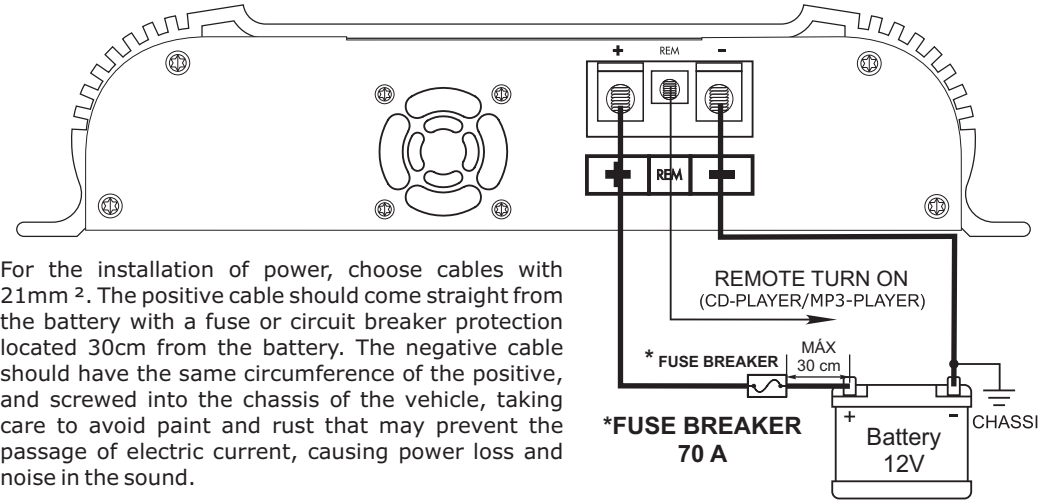 + REM -
+ REM -
For the installation of power, choose cables with
21mm ². The positive cable should come straight from
the battery with a fuse or circuit breaker protection
located 30cm from the battery. The negative cable
should have the same circumference of the positive,
and screwed into the chassis of the vehicle, taking
care to avoid paint and rust that may prevent the
passage of electric current, causing power loss and
noise in the sound.
REMOTE TURN ON
(CD-PLAYER/MP3-PLAYER)
* FUSE BREAKER
MÁX
30 cm
*FUSE BREAKER
70 A
+ -
Battery
12V
CHASSI